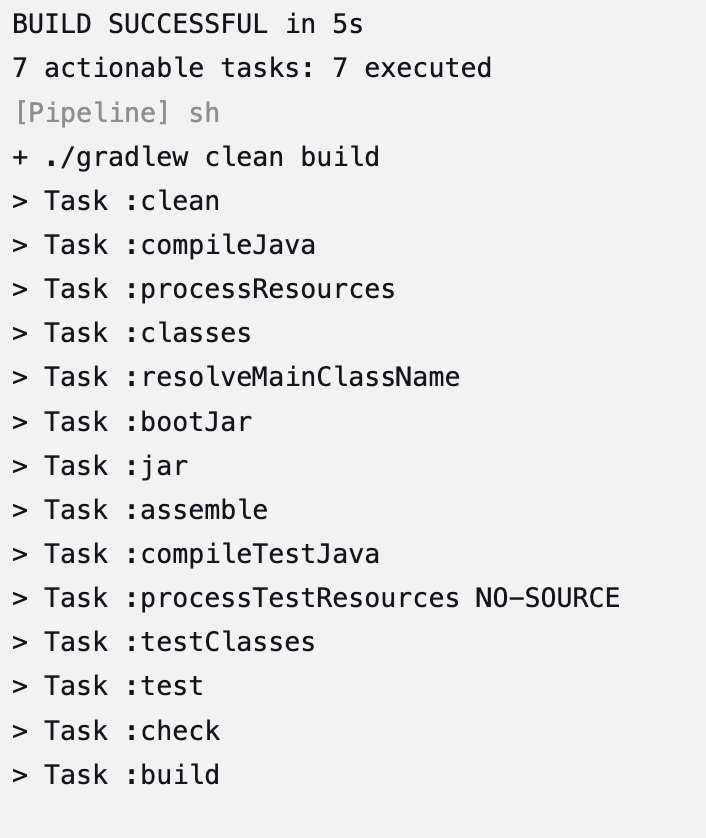 BUILD SUCCESSFUL in 5s
7 actionable tasks: 7 executed
[Pipeline] sh
+ ./gradlew clean build
> Task :clean
> Task :compileJava
> Task :processResources
> Task :classes
> Task :resolveMainClassName
> Task :bootJar
> Task :jar
> Task :assemble
> Task :compileTestJava
> Task :processTestResources NO-SOURCE
> Task :testClasses
> Task :test
> Task :check
> Task :build